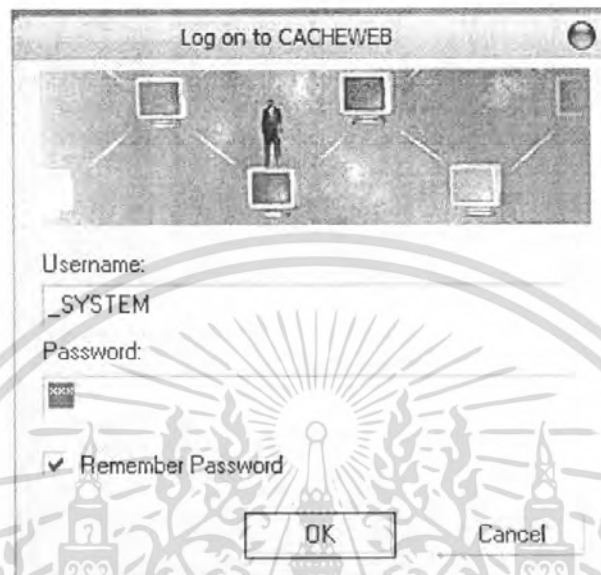 Log on to CACHEWEB
Username:
_SYSTEM
Password:
×××
Remember Password
OK
Cancel